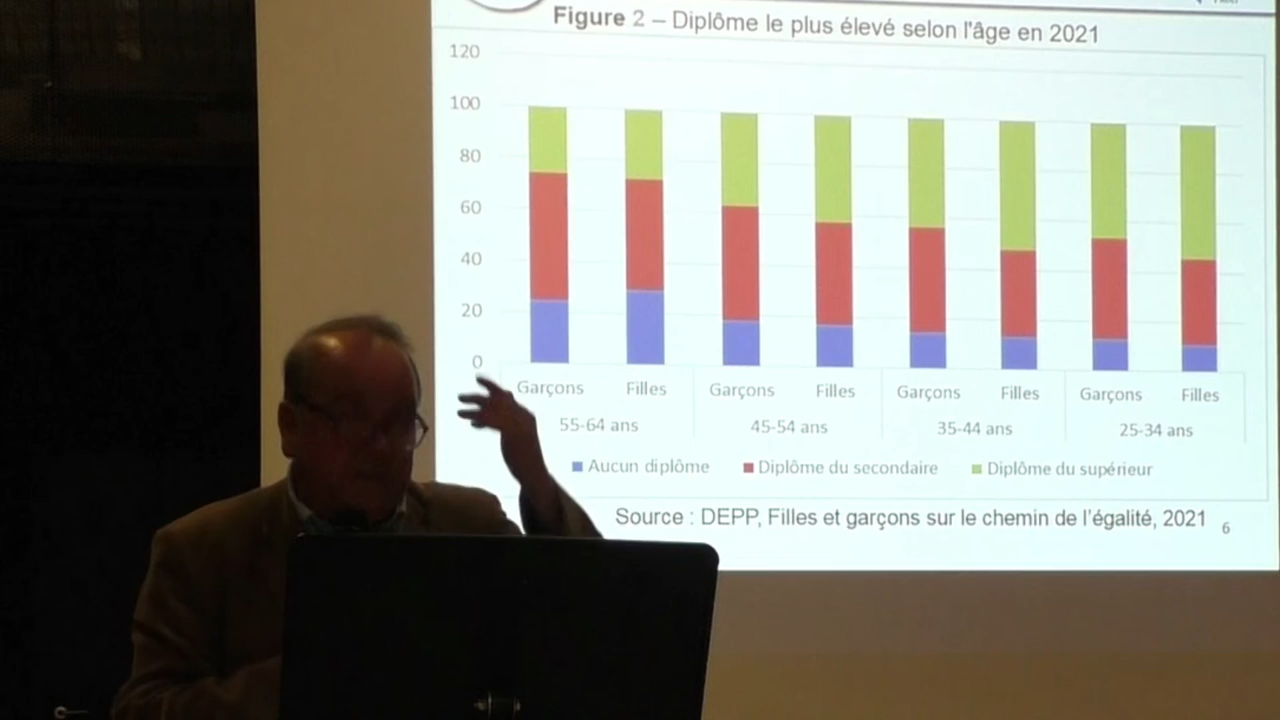 Figure 2 – Diplôme le plus élevé selon l'âge en 2021
120
100
80
60
40
20
0
Garçons Filles Garçons Filles Garçons Filles Garçons Filles
55-64 ans 45-54 ans 35-44 ans 25-34 ans
Aucun diplôme Diplôme du secondaire Diplôme du supérieur
Source : DEPP, Filles et garçons sur le chemin de l'égalité, 2021
6